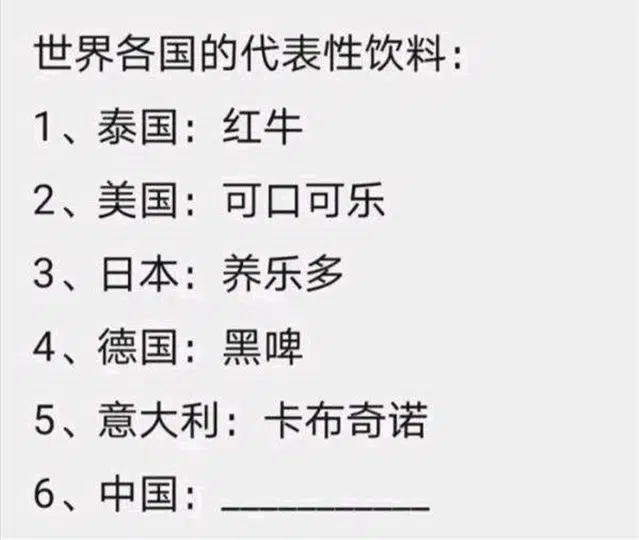 世界各国的代表性饮料：
1、泰国：红牛
2、美国：可口可乐
3、日本：养乐多
4、德国：黑啤
5、意大利：卡布奇诺
6、中国：___________